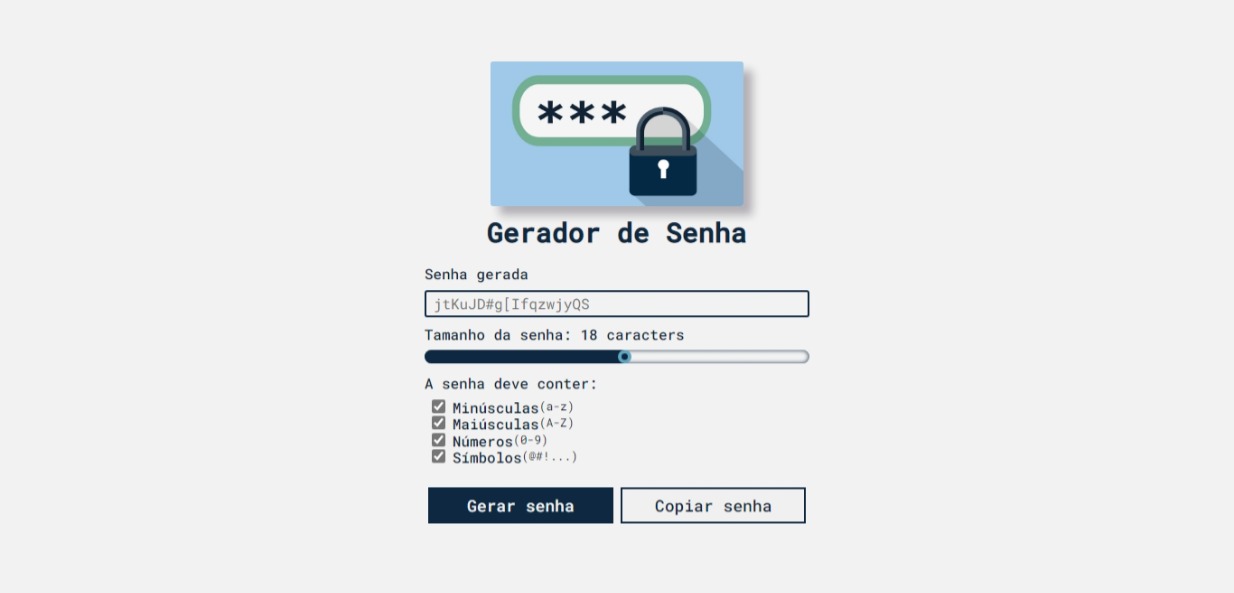 ***
Gerador de Senha
Senha gerada
jtKuJD#g[IfqzwjyQS
Tamanho da senha: 18 caracters
A senha deve conter:
Minúsculas(a-z)
Maiúsculas(A-Z)
Números(0-9)
Símbolos(@#!...)
Gerar senha
Copiar senha